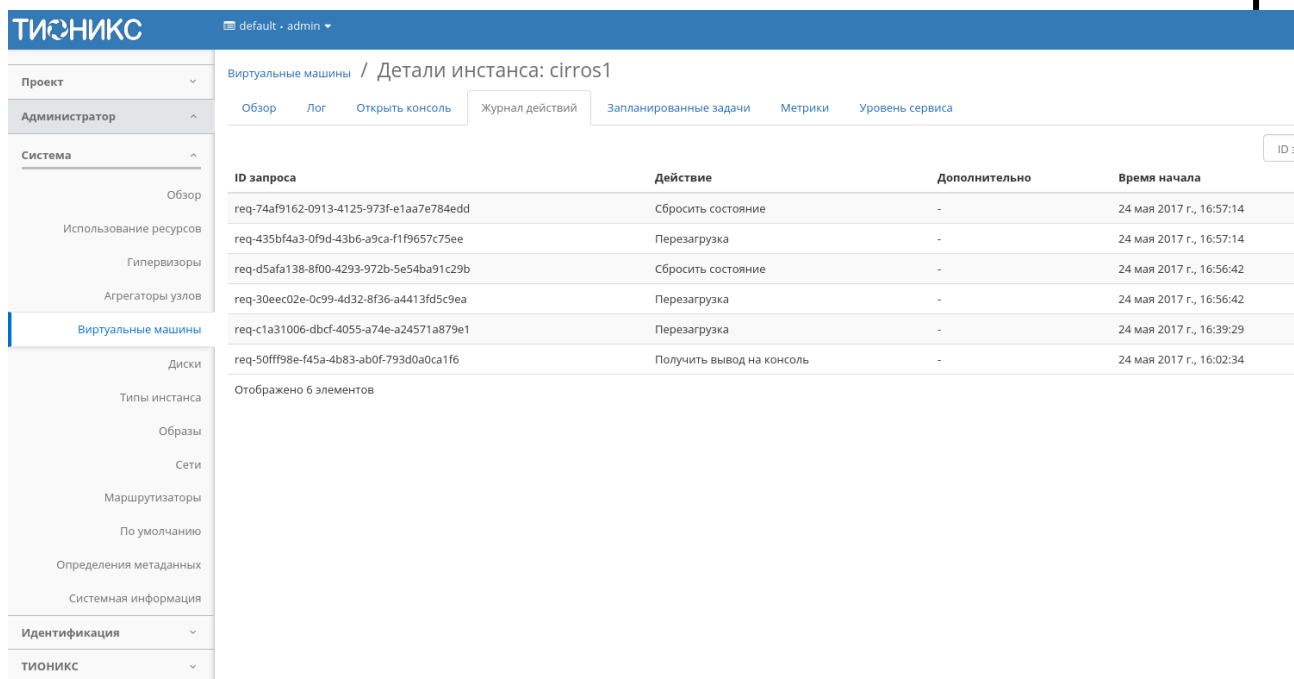 ТИОНИКС
default • admin
Проект
Администратор
Система
Обзор
Использование ресурсов
Гипервизоры
Агрегаторы узлов
Виртуальные машины
Диски
Типы инстанса
Образы
Сети
Маршрутизаторы
По умолчанию
Определения метаданных
Системная информация
Идентификация
ТИОНИКС
Виртуальные машины / Детали инстанса: cirros1
Обзор Лог Открыть консоль Журнал действий Запланированные задачи Метрики Уровень сервиса
ID
ID запроса Действие Дополнительно Время начала
req-74af9162-0913-4125-973f-e1aa7e784edd Сбросить состояние - 24 мая 2017 г., 16:57:14
req-435bf4a3-0f9d-43b6-a9ca-f1f9657c75ee Перезагрузка - 24 мая 2017 г., 16:57:14
req-d5afa138-8f00-4293-972b-5e54ba91c29b Сбросить состояние - 24 мая 2017 г., 16:56:42
req-30eec02e-0c99-4d32-8f36-a4413fd5c9ea Перезагрузка - 24 мая 2017 г., 16:56:42
req-c1a31006-dbcf-4055-a74e-a24571a879e1 Перезагрузка - 24 мая 2017 г., 16:39:29
req-50fff98e-f45a-4b83-ab0f-793d0a0ca1f6 Получить вывод на консоль - 24 мая 2017 г., 16:02:34
Отображено 6 элементов